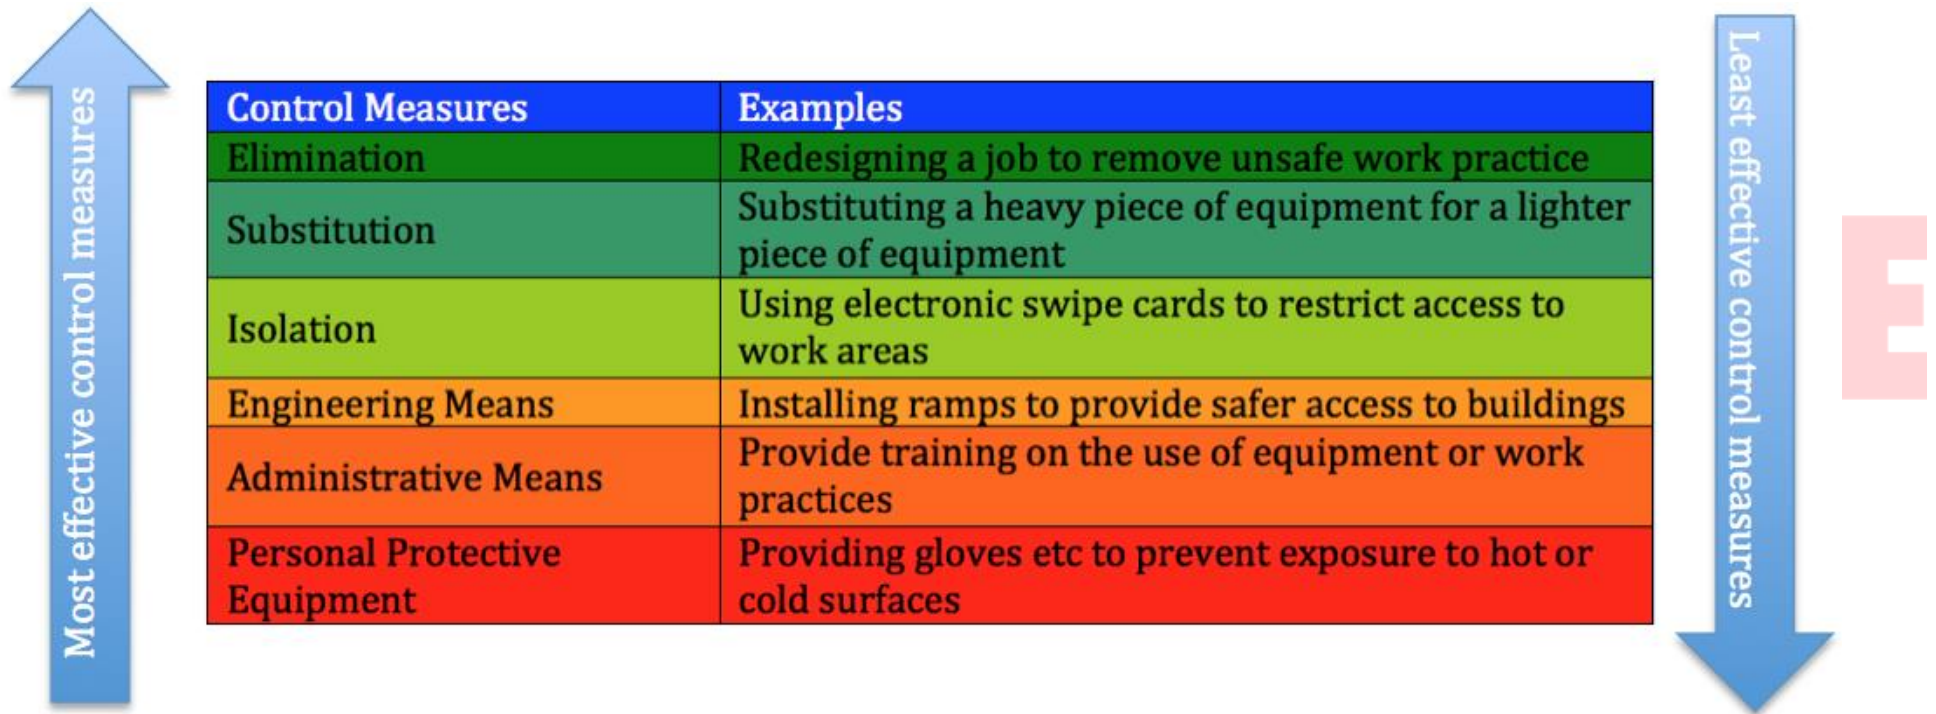 Most effective control measures
Control Measures
Examples
Elimination
Redesigning a job to remove unsafe work practice
Substitution
Substituting a heavy piece of equipment for a lighter
piece of equipment
Isolation
Using electronic swipe cards to restrict access to
work areas
Engineering Means
Installing ramps to provide safer access to buildings
Administrative Means
Provide training on the use of equipment or work
practices
Personal Protective
Equipment
Providing gloves etc to prevent exposure to hot or
cold surfaces
Least effective control measures
E